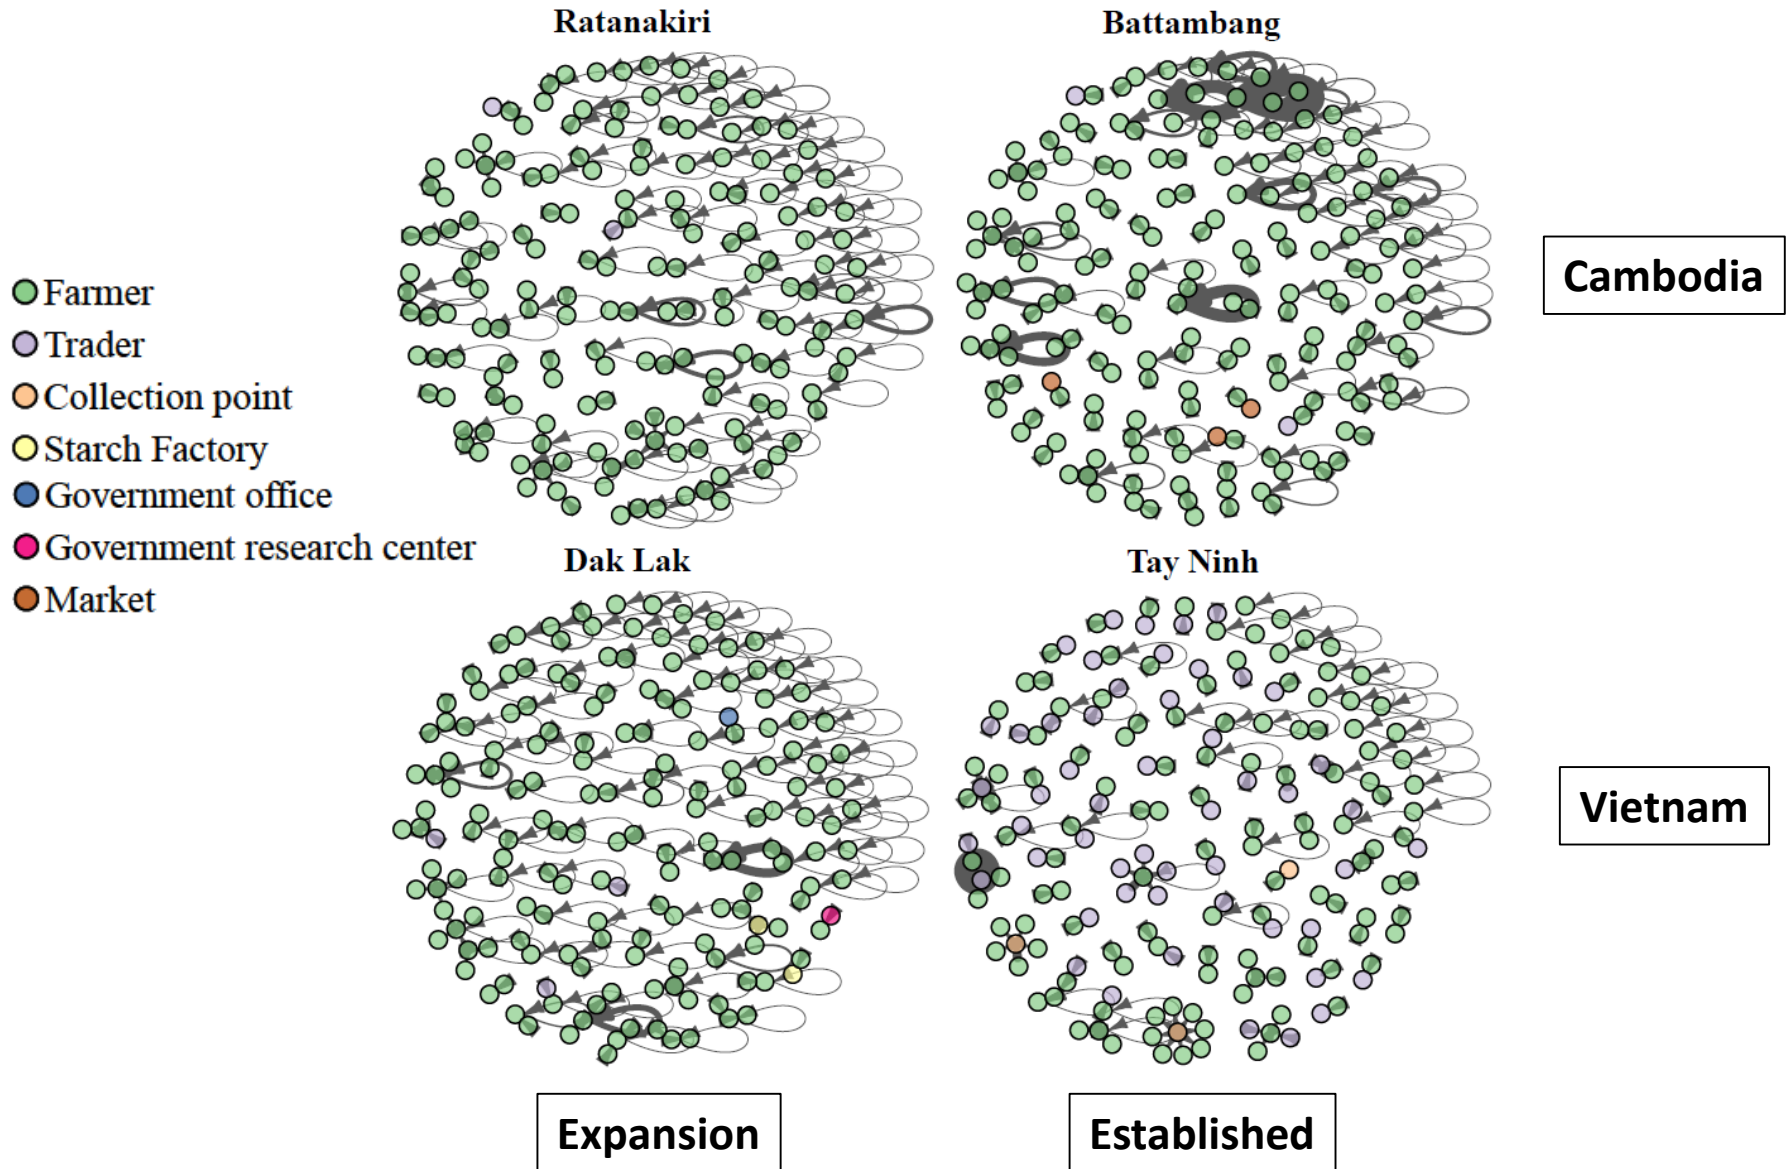 Ratanakiri
Battambang
Farmer
Trader
Collection point
Starch Factory
Government office
Government research center
Market
Cambodia
Dak Lak
Tay Ninh
Vietnam
Expansion
Established